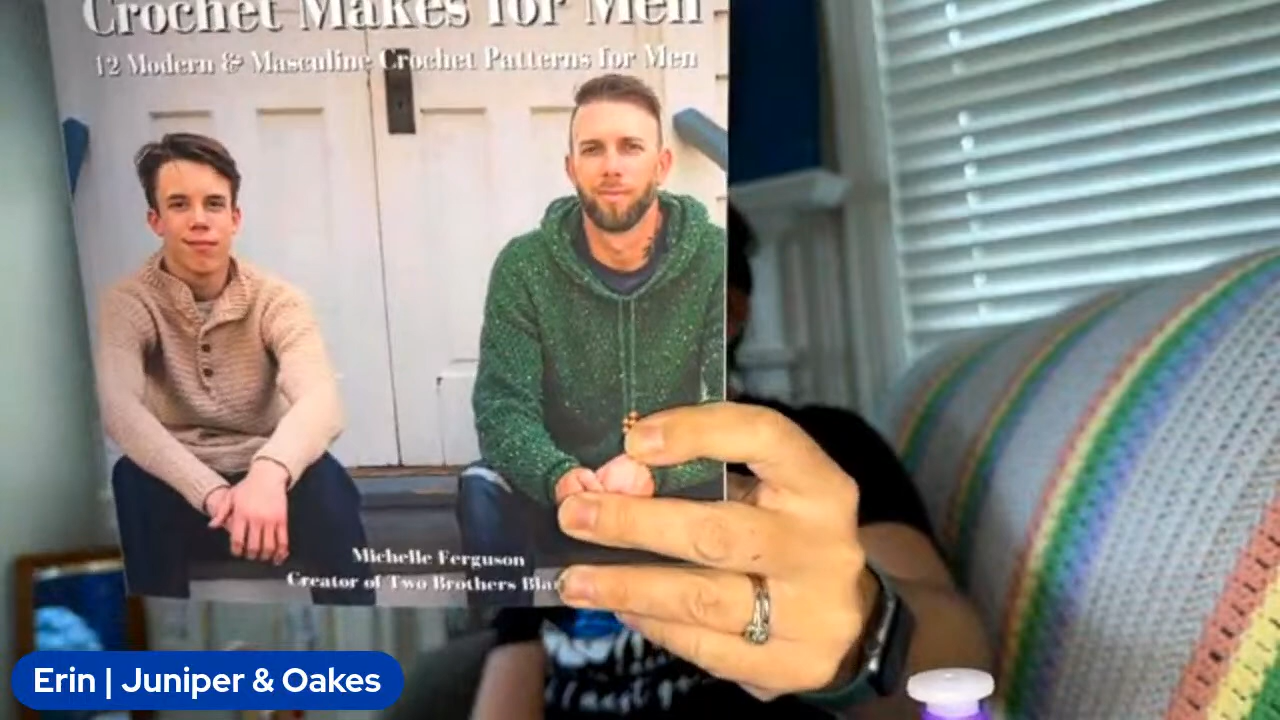 Crochet Makes for Men
12 Modern & Masculine Crochet Patterns for Men
Michelle Ferguson
Creator of Two Brothers
Erin | Juniper & Oakes